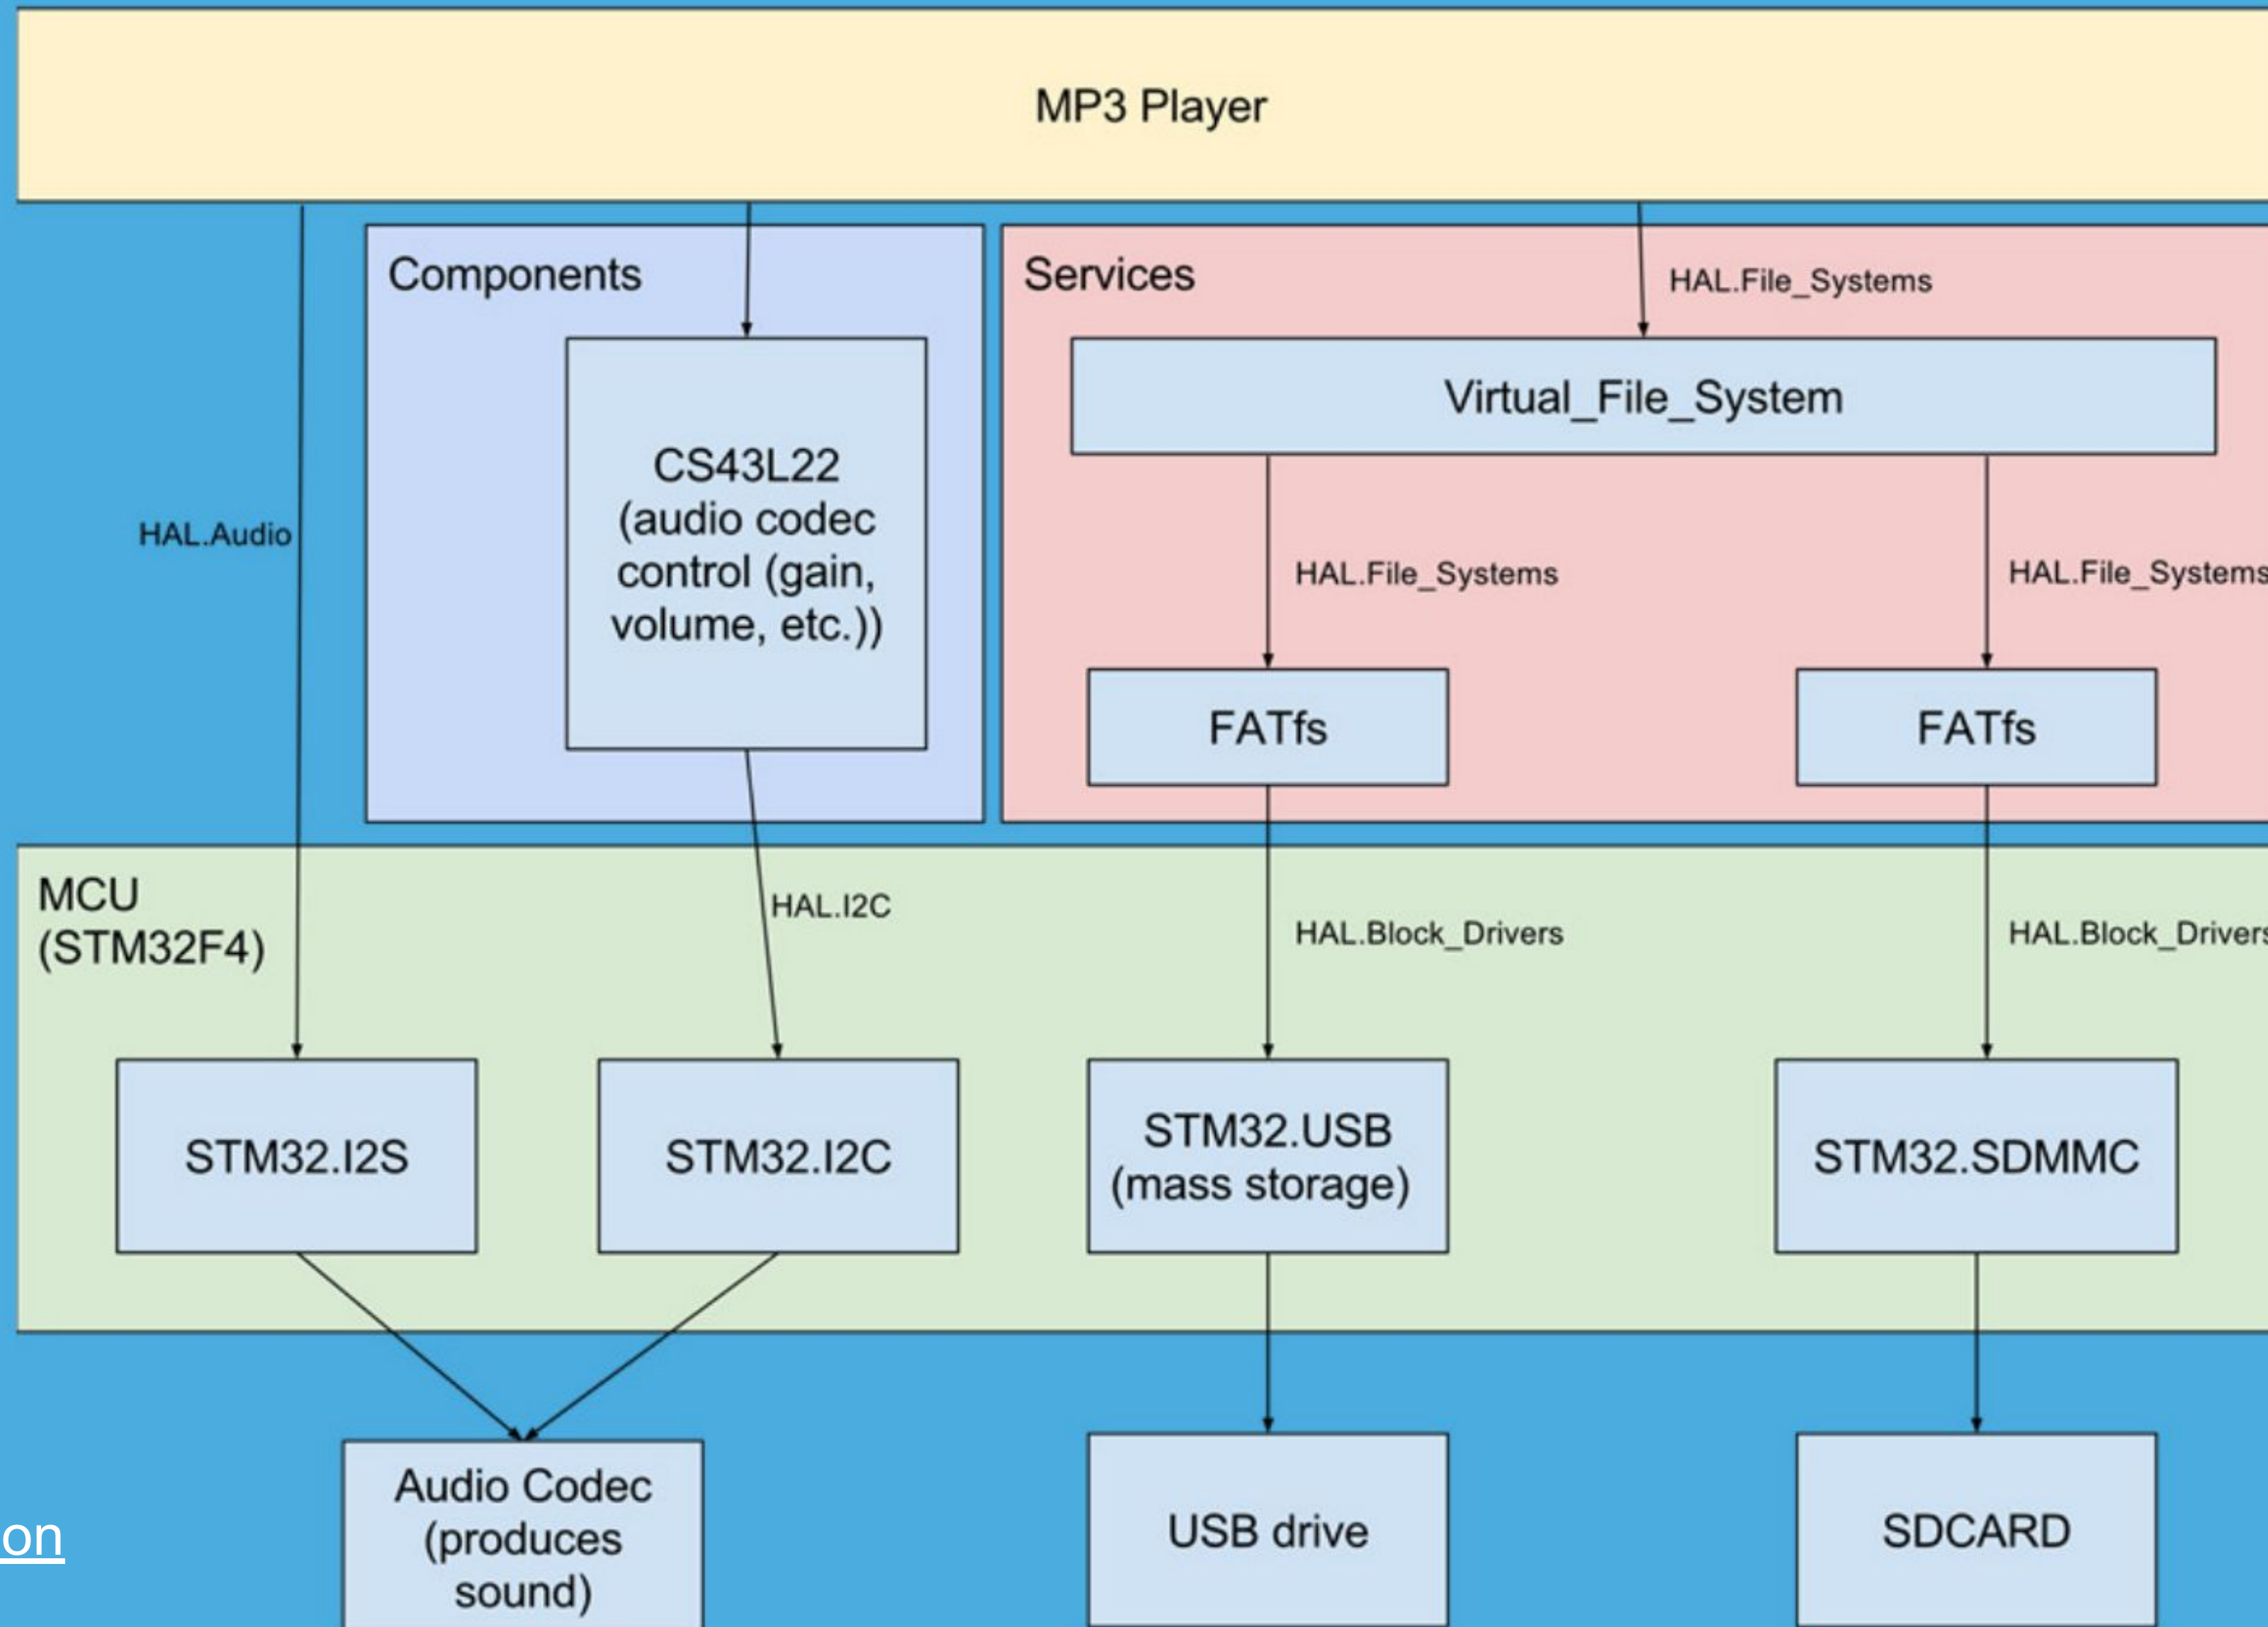 MP3 Player
Components
Services
HAL.File_Systems
Virtual_File_System
CS43L22
(audio codec
control (gain,
volume, etc.))
HAL.Audio
HAL.File_Systems
HAL.File_Systems
FATfs
FATfs
MCU
(STM32F4)
HAL.I2C
HAL.Block_Drivers
HAL.Block_Drivers
STM32.I2S
STM32.I2C
STM32.USB
(mass storage)
STM32.SDMMC
Audio Codec
(produces
sound)
USB drive
SDCARD
on